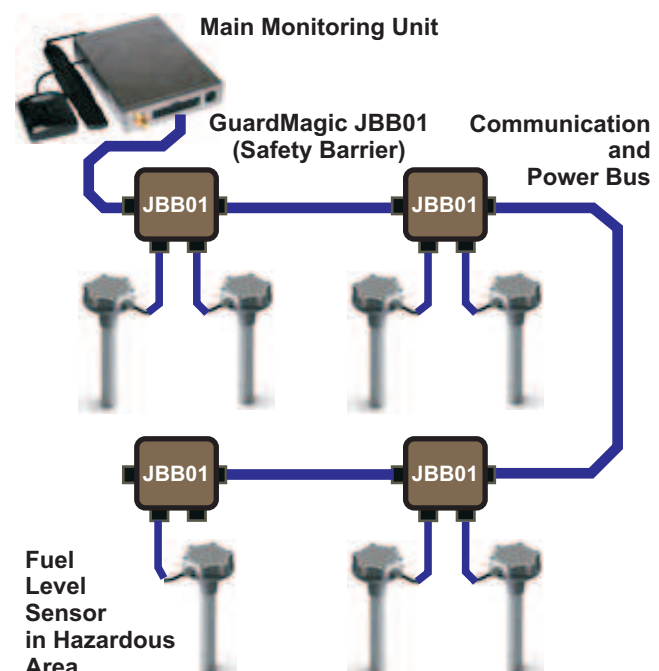 Main Monitoring Unit
GuardMagic JBB01
(Safety Barrier)
Communication
and
Power Bus
JBB01
JBB01
JBB01
JBB01
Fuel
Level
Sensor
in Hazardous
Area